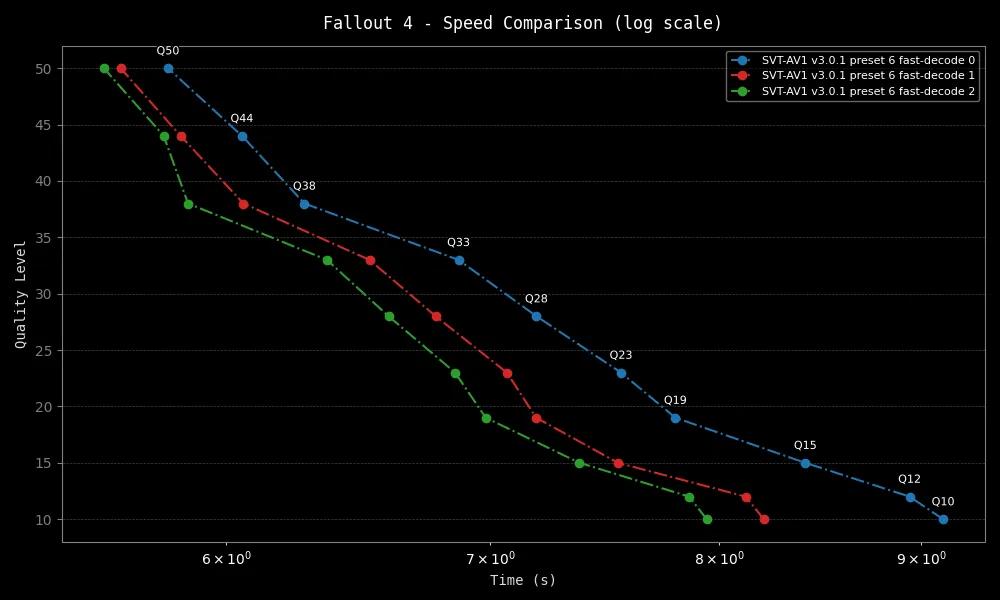 Fallout 4 - Speed Comparison (log scale)
SVT-AV1 v3.0.1 preset 6 fast-decode 0
SVT-AV1 v3.0.1 preset 6 fast-decode 1
SVT-AV1 v3.0.1 preset 6 fast-decode 2
Quality Level
50
45
40
35
30
25
20
15
10
Q50
Q44
Q38
Q33
Q28
Q23
Q19
Q15
Q12
Q10
6 × 10⁰
7 × 10⁰
8 × 10⁰
9 × 10⁰
Time (s)